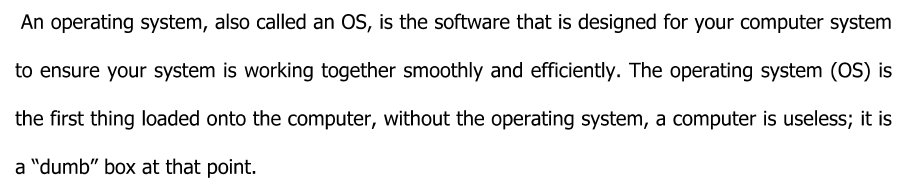 An operating system, also called an OS, is the software that is designed for your computer system
to ensure your system is working together smoothly and efficiently. The operating system (OS) is
the first thing loaded onto the computer, without the operating system, a computer is useless; it is
a “dumb” box at that point.